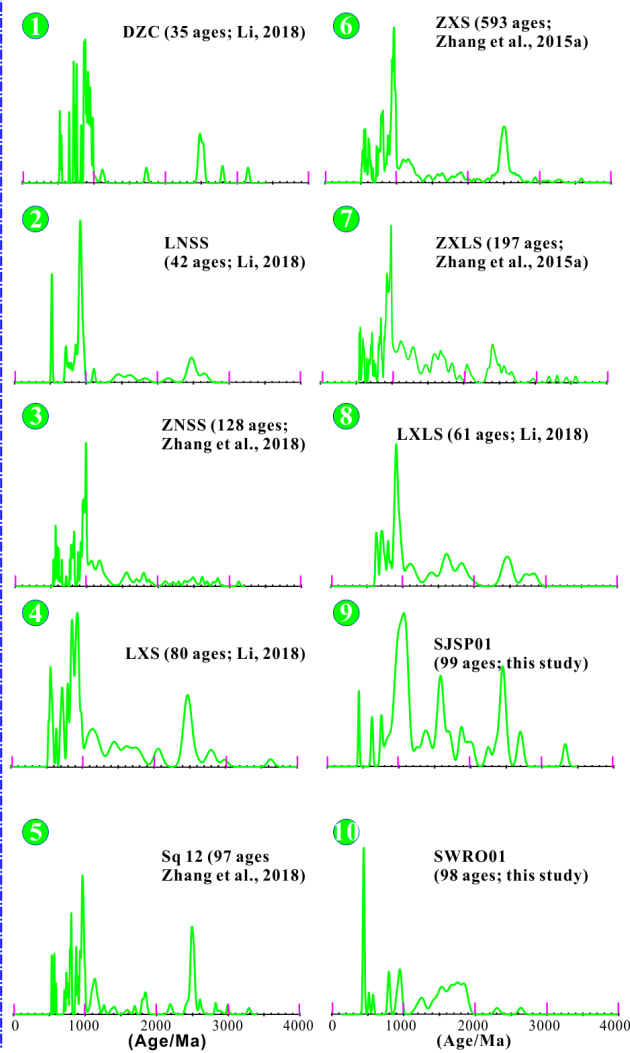 1
DZC (35 ages; Li, 2018)
2
LNSS
(42 ages; Li, 2018)
3
ZNSS (128 ages;
Zhang et al., 2018)
4
LXS (80 ages; Li, 2018)
5
Sq 12 (97 ages
Zhang et al., 2018)
0 1000 2000 3000 4000
(Age/Ma)
6
ZXS (593 ages;
Zhang et al., 2015a)
7
ZXLS (197 ages;
Zhang et al., 2015a)
8
LXLS (61 ages; Li, 2018)
9
SJSP01
(99 ages; this study)
10
SWRO01
(98 ages; this study)
0 1000 2000 3000 4000
(Age/Ma)